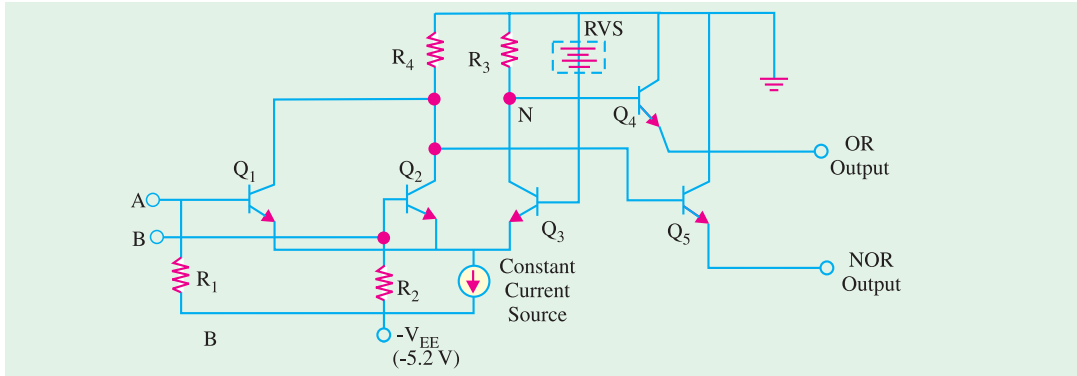 RVS
R4
R3
N
Q4
OR
Output
Q1
Q2
A
Q3
Q5
B
R1
R2
Constant
Current
Source
NOR
Output
B
-VEE
(-5.2 V)